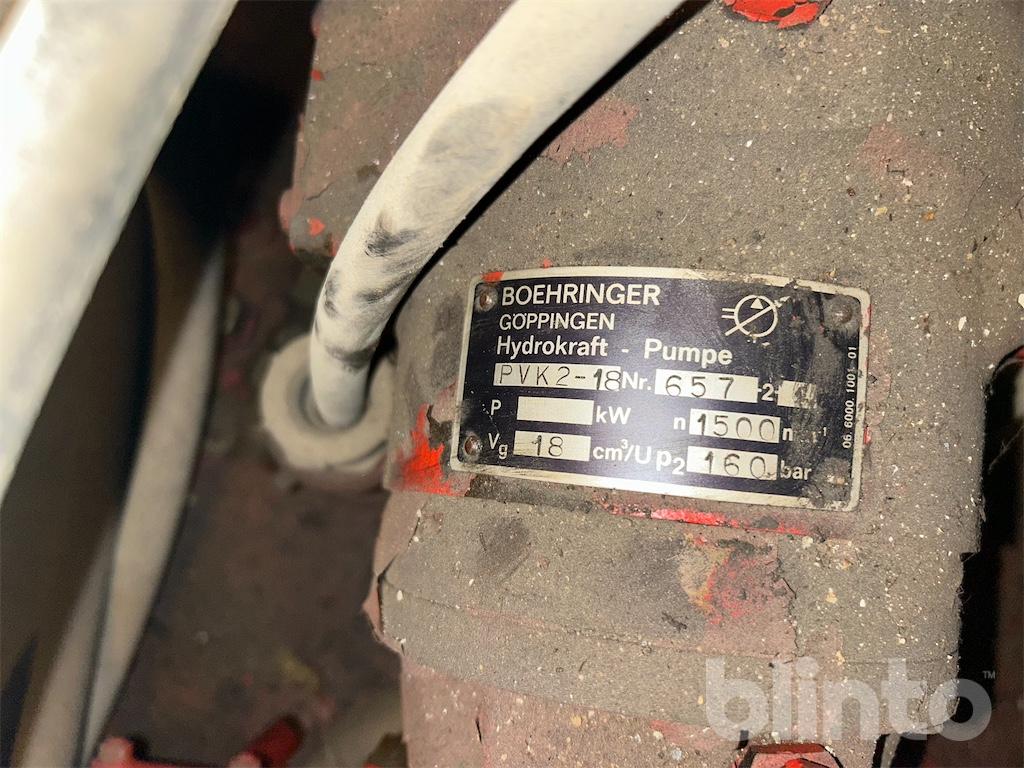 BOEHRINGER
GÖPPINGEN
Hydrokraft - Pumpe
PVK2-18 Nr. 657 -2-
P kW n 1500
Vg 18 cm³/U p2 160 bar
06.6000.1001-01
blinto™